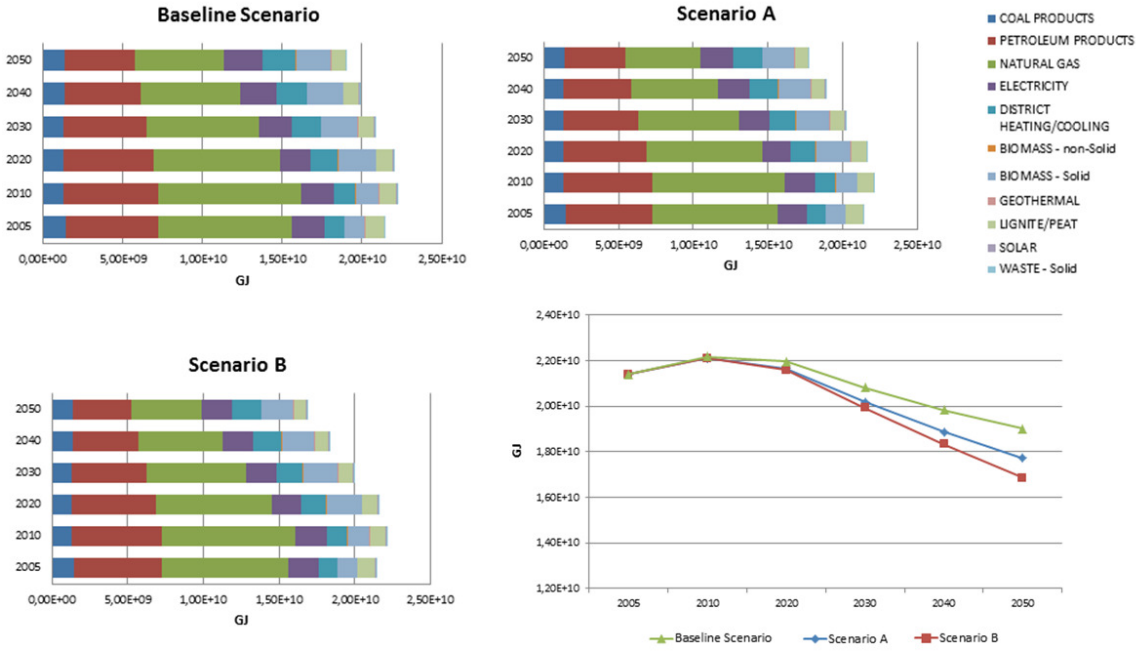 Baseline Scenario
2050
2040
2030
2020
2010
2005
0,00E+00 5,00E+09 1,00E+10 1,50E+10 2,00E+10 2,50E+10
GJ
Scenario A
2050
2040
2030
2020
2010
2005
0,00E+00 5,00E+09 1,00E+10 1,50E+10 2,00E+10 2,50E+10
GJ
COAL PRODUCTS
PETROLEUM PRODUCTS
NATURAL GAS
ELECTRICITY
DISTRICT
HEATING/COOLING
BIOMASS - non-Solid
BIOMASS - Solid
GEOTHERMAL
LIGNITE/PEAT
SOLAR
WASTE - Solid
Scenario B
2050
2040
2030
2020
2010
2005
0,00E+00 5,00E+09 1,00E+10 1,50E+10 2,00E+10 2,50E+10
GJ
2,40E+10
2,20E+10
2,00E+10
1,80E+10
1,60E+10
1,40E+10
1,20E+10
GJ
2005 2010 2020 2030 2040 2050
Baseline Scenario Scenario A Scenario B